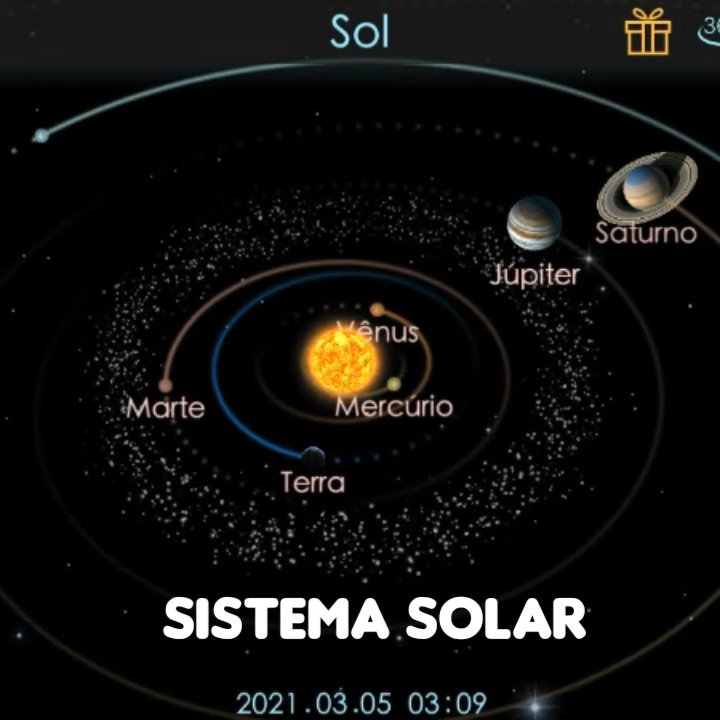 Sol
Saturno
Júpiter
Vênus
Marte
Mercúrio
Terra
SISTEMA SOLAR
2021.03.05 03:09